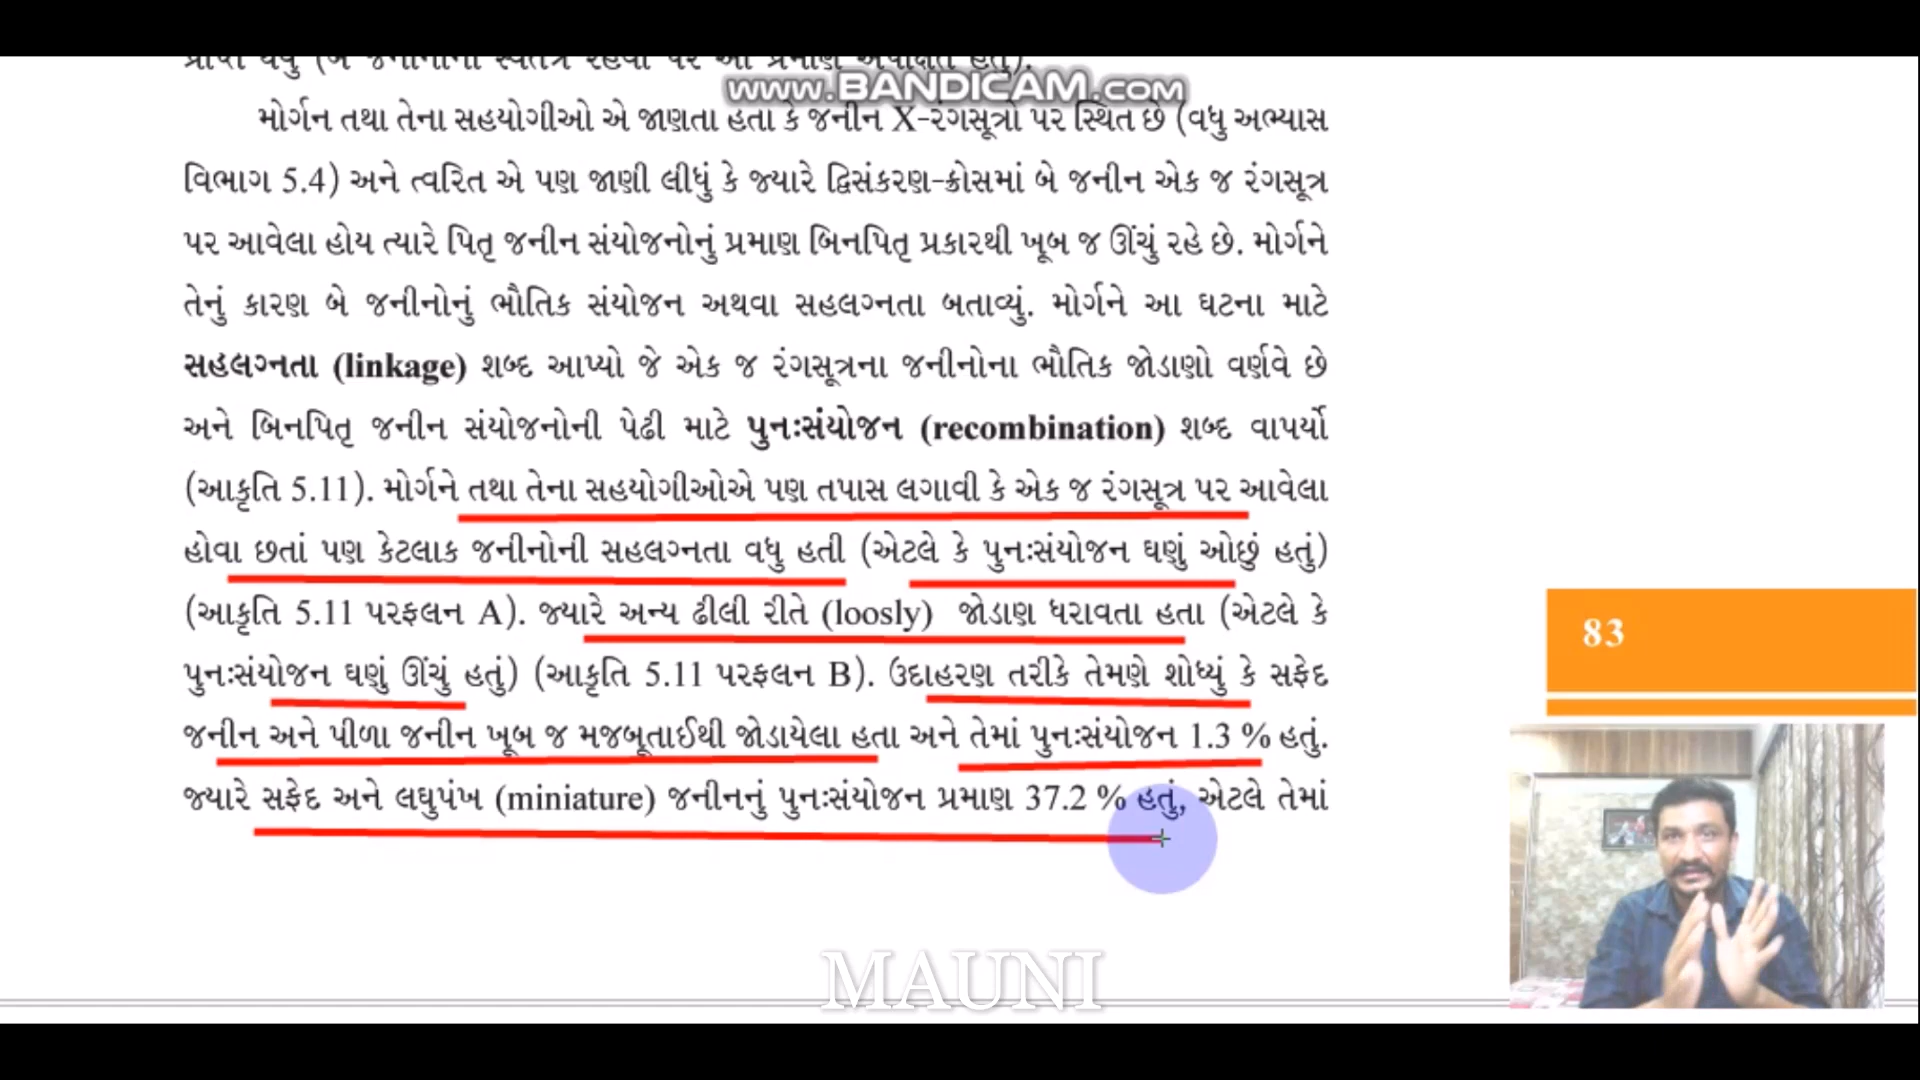 www.BANDICAM.com
મોર્ગન તથા તેના સહયોગીઓ એ જાણતા હતા કે જનીન X-રંગસૂત્રો પર સ્થિત છે (વધુ અભ્યાસ
વિભાગ 5.4) અને ત્વરિત એ પણ જાણી લીધું કે જ્યારે દ્વિસંકરણ-ક્રોસમાં બે જનીન એક જ રંગસૂત્ર
પર આવેલા હોય ત્યારે પિતૃ જનીન સંયોજનોનું પ્રમાણ બિનપિતૃ પ્રકારથી ખૂબ જ ઊંચું રહે છે. મોર્ગને
તેનું કારણ બે જનીનોનું ભૌતિક સંયોજન અથવા સહલગ્નતા બતાવ્યું. મોર્ગને આ ઘટના માટે
સહલગ્નતા (linkage) શબ્દ આપ્યો જે એક જ રંગસૂત્રના જનીનોના ભૌતિક જોડાણો વર્ણવે છે
અને બિનપિતૃ જનીન સંયોજનોની પેઢી માટે પુનઃસંયોજન (recombination) શબ્દ વાપર્યો
(આકૃતિ 5.11). મોર્ગને તથા તેના સહયોગીઓએ પણ તપાસ લગાવી કે એક જ રંગસૂત્ર પર આવેલા
હોવા છતાં પણ કેટલાક જનીનોની સહલગ્નતા વધુ હતી (એટલે કે પુનઃસંયોજન ઘણું ઓછું હતું)
(આકૃતિ 5.11 પરફલન A). જ્યારે અન્ય ઢીલી રીતે (loosly) જોડાણ ધરાવતા હતા (એટલે કે
પુનઃસંયોજન ઘણું ઊંચું હતું) (આકૃતિ 5.11 પરફલન B). ઉદાહરણ તરીકે તેમણે શોધ્યું કે સફેદ
જનીન અને પીળા જનીન ખૂબ જ મજબૂતાઈથી જોડાયેલા હતા અને તેમાં પુનઃસંયોજન 1.3 % હતું.
જ્યારે સફેદ અને લઘુપંખ (miniature) જનીનનું પુનઃસંયોજન પ્રમાણ 37.2 % હતું, એટલે તેમાં
83
MAUNI